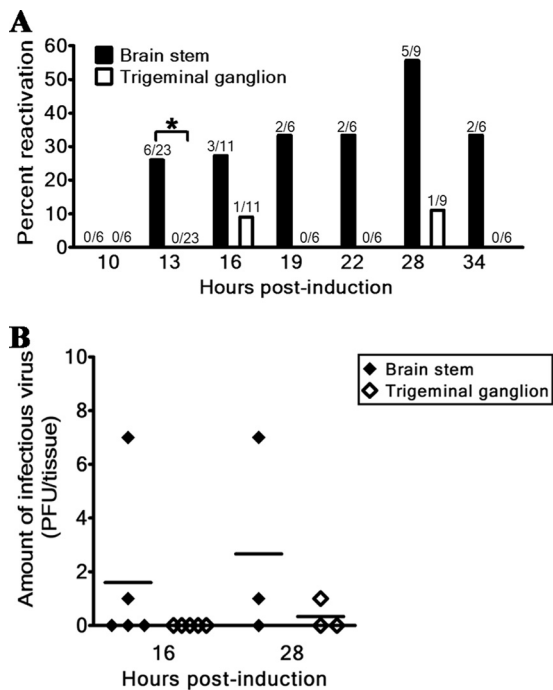 A
Percent reactivation
60
50
40
30
20
10
0
Brain stem
Trigeminal ganglion
*
0/6 0/6 6/23 0/23 3/11 1/11 2/6 0/6 2/6 0/6 5/9 1/9 2/6 0/6
10 13 16 19 22 28 34
Hours post-induction
B
Amount of infectious virus
(PFU/tissue)
10
8
6
4
2
0
Brain stem
Trigeminal ganglion
16 28
Hours post-induction